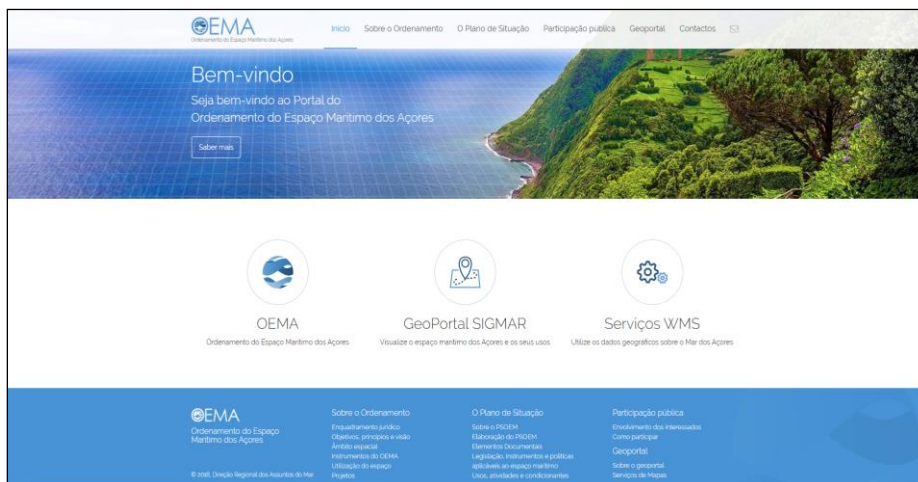 OEMA
Ordenamento do Espaço Marítimo dos Açores
Início Sobre o Ordenamento O Plano de Situação Participação pública Geoportal Contactos
Bem-vindo
Seja bem-vindo ao Portal do
Ordenamento do Espaço Marítimo dos Açores
Saber mais
OEMA
Ordenamento do Espaço Marítimo dos Açores
GeoPortal SIGMAR
Visualize o espaço marítimo dos Açores e os seus usos
Serviços WMS
Utilize os dados geográficos sobre o Mar dos Açores
OEMA
Ordenamento do Espaço
Marítimo dos Açores
© 2018, Direção Regional dos Assuntos do Mar
Sobre o Ordenamento
Enquadramento jurídico
Objetivos, princípios e visão
Âmbito espacial
Instrumentos do OEMA
Utilização do espaço
Projetos
O Plano de Situação
Sobre o PSOEM
Elaboração do PSOEM
Elementos Documentais
Legislação, instrumentos e políticas
aplicáveis ao espaço marítimo
Usos, atividades e condicionantes
Participação pública
Envolvimento dos interessados
Como participar
Geoportal
Sobre o geoportal
Serviços de Mapas